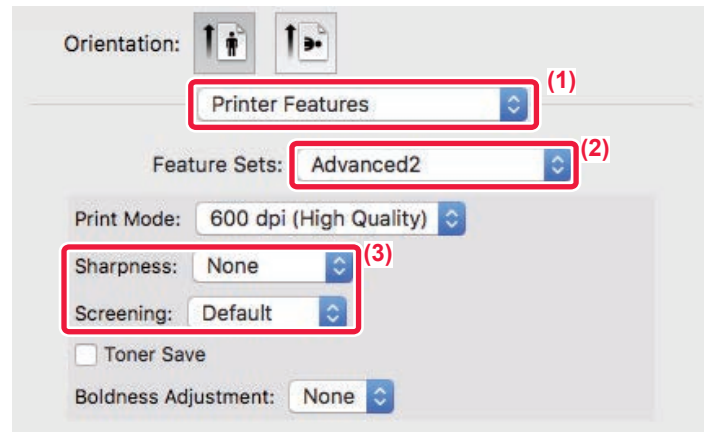 Orientation:
(1)
Printer Features
(2)
Feature Sets: Advanced2
Print Mode: 600 dpi (High Quality)
(3)
Sharpness: None
Screening: Default
Toner Save
Boldness Adjustment: None